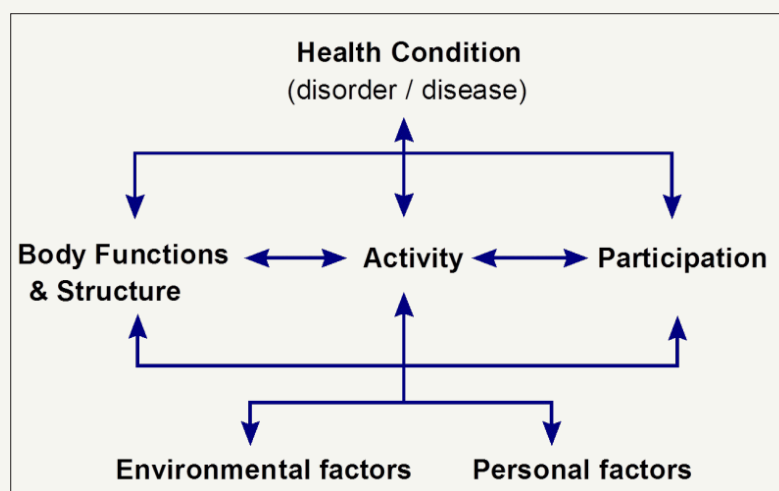 Health Condition
(disorder / disease)
Body Functions
& Structure
Activity
Participation
Environmental factors
Personal factors